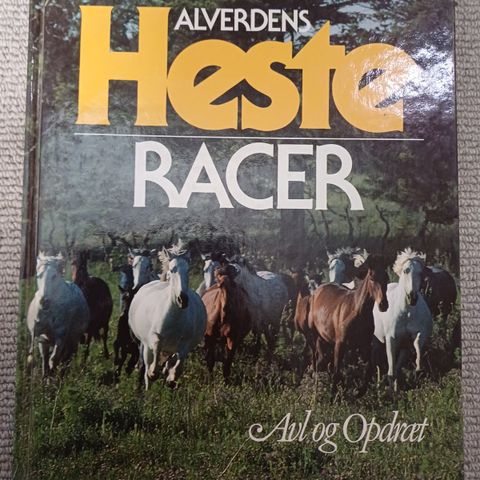 ALVERDENS
Heste
RACER
Avl og Opdræt